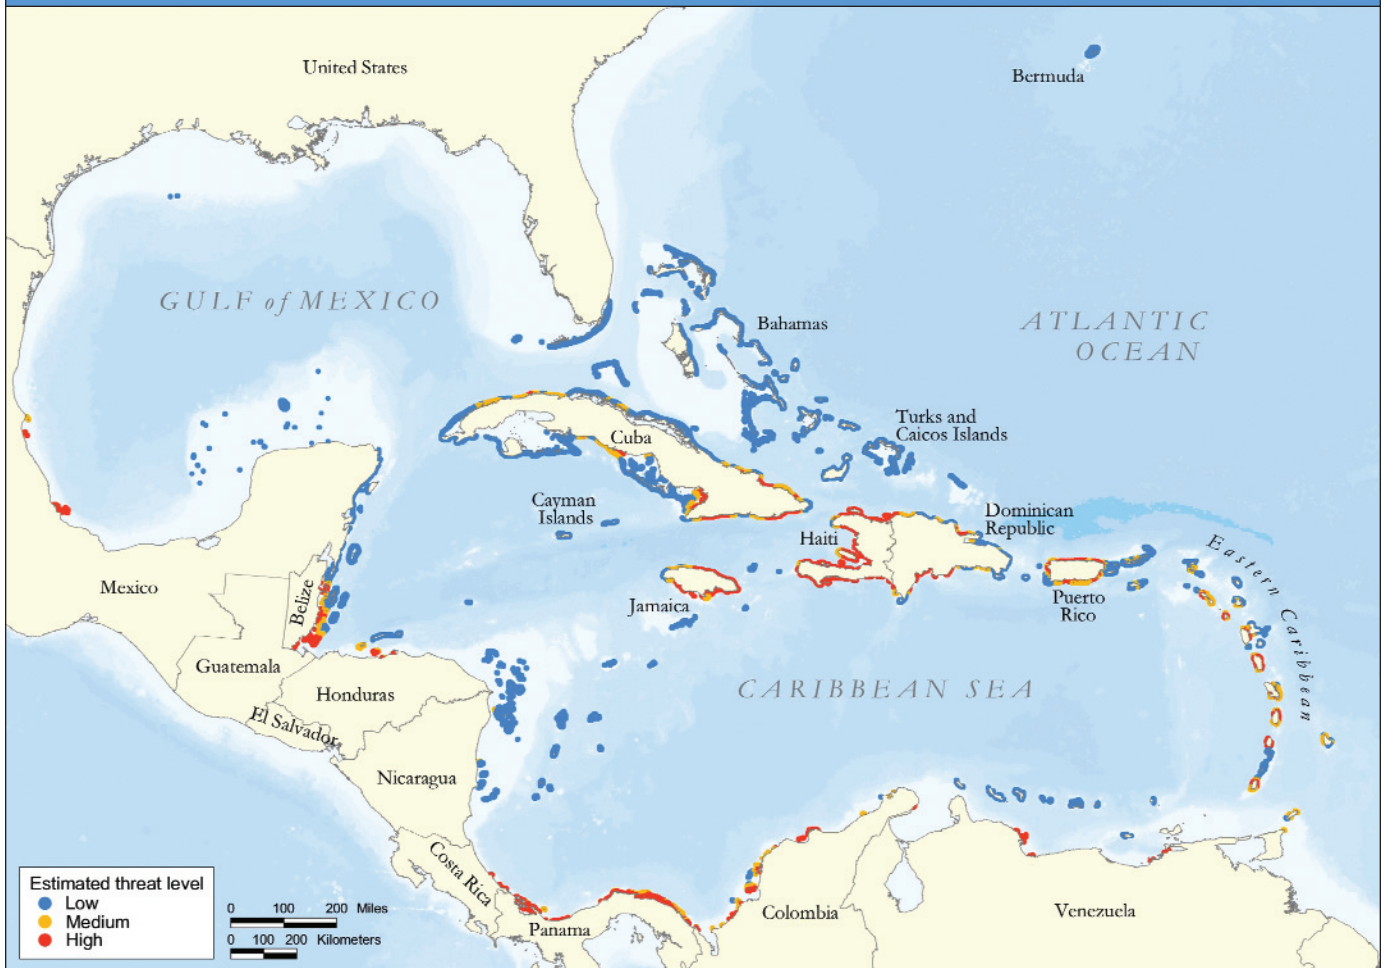 United States
Bermuda
GULF of MEXICO
Bahamas
ATLANTIC
OCEAN
Turks and
Caicos Islands
Cuba
Cayman
Islands
Dominican
Republic
Haiti
Eastern Caribbean
Mexico
Belize
Jamaica
Puerto
Rico
Guatemala
Honduras
CARIBBEAN SEA
El Salvador
Nicaragua
Costa Rica
Panama
Colombia
Venezuela
Estimated threat level
Low
Medium
High
0 100 200 Miles
0 100 200 Kilometers